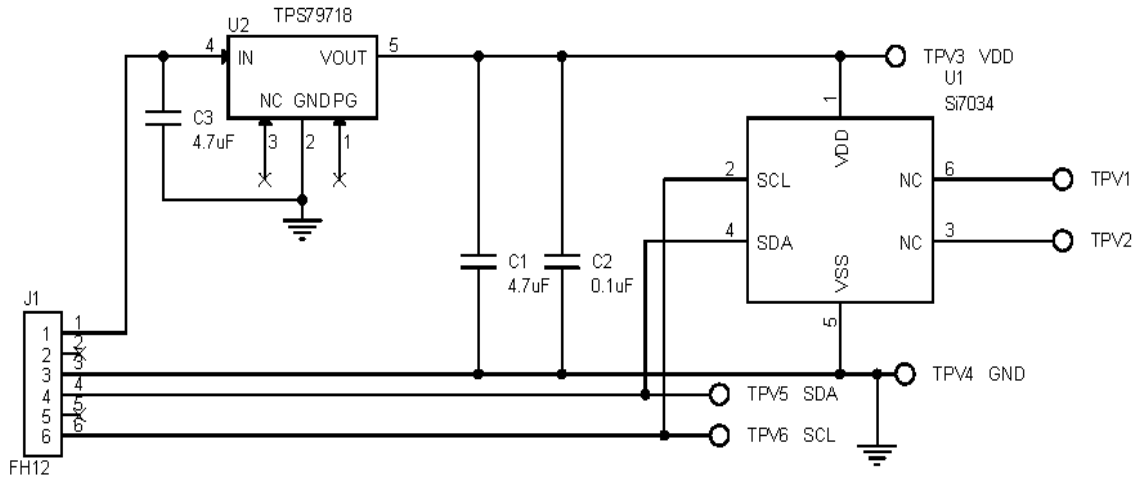 TPS79718
U2
4
IN
VOUT
5
NC
GND
PG
3
2
1
C3
4.7uF
C1
4.7uF
C2
0.1uF
TPV3 VDD
U1
Si7034
1
VDD
2
SCL
4
SDA
NC
6
NC
3
VSS
5
TPV1
TPV2
J1
1
1
2
2
3
3
4
4
5
5
6
6
FH12
TPV4 GND
TPV5 SDA
TPV6 SCL